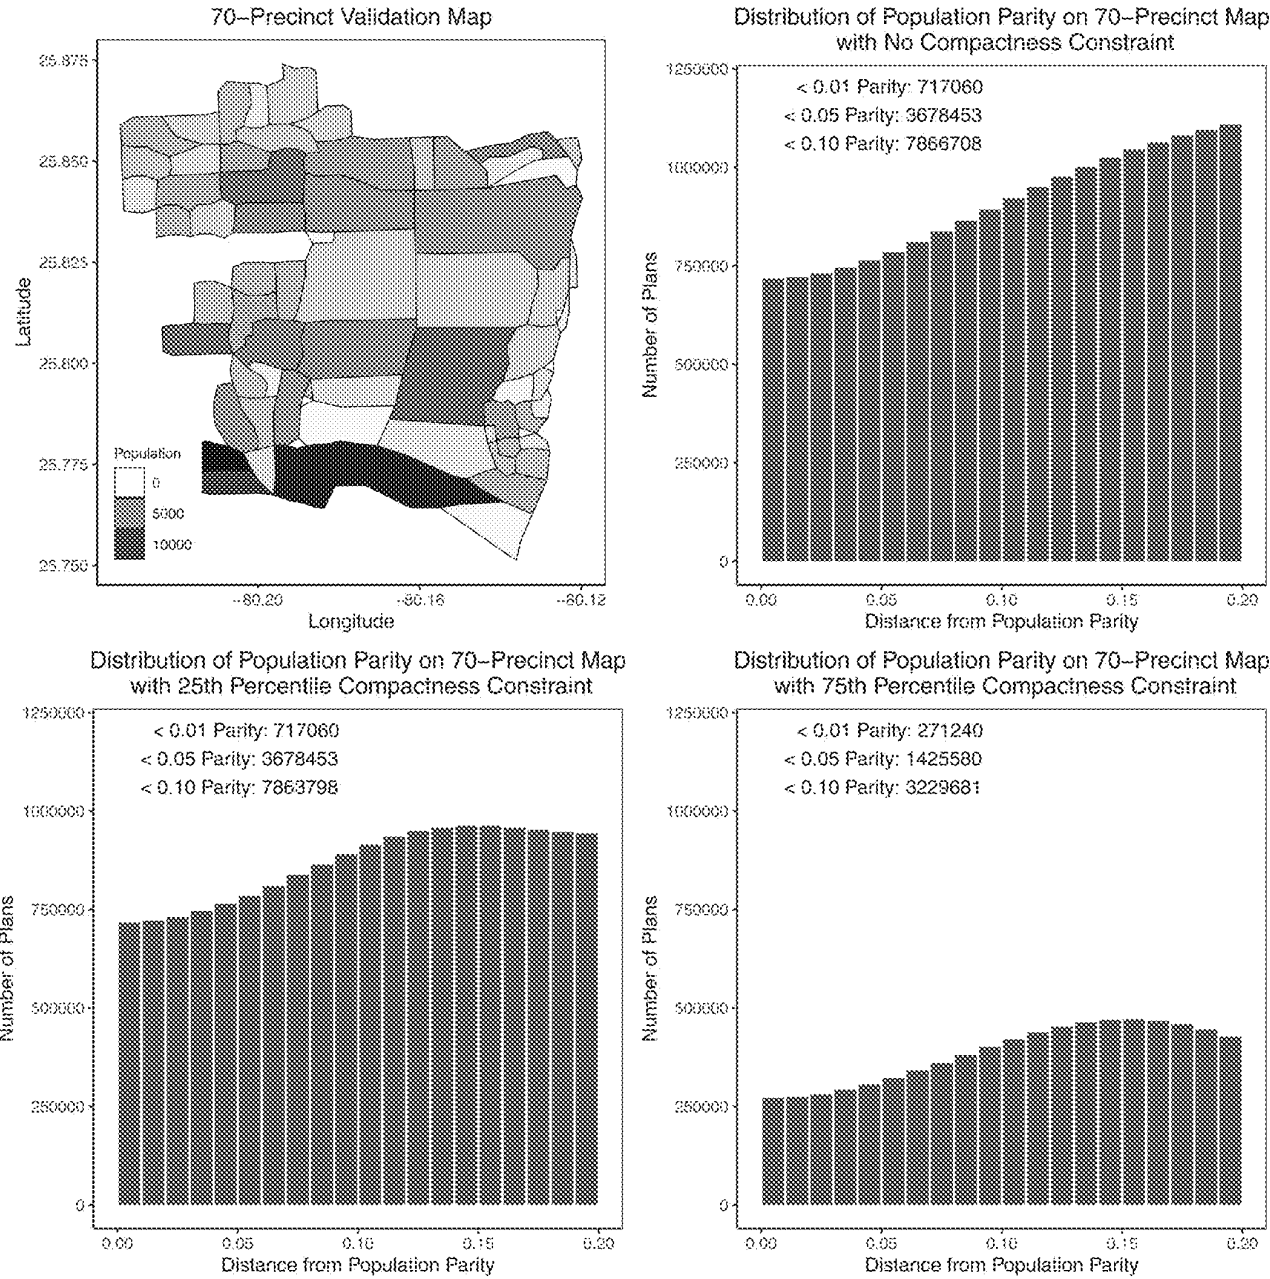 70−Precinct Validation Map
25.875
25.850
25.825
25.800
25.775
25.750
Latitude
Population
0
5000
10000
−80.20
−80.16
−80.12
Longitude
Distribution of Population Parity on 70−Precinct Map
with No Compactness Constraint
< 0.01 Parity: 717060
< 0.05 Parity: 3678453
< 0.10 Parity: 7866708
1250000
1000000
750000
500000
250000
0
Number of Plans
0.00
0.05
0.10
0.15
0.20
Distance from Population Parity
Distribution of Population Parity on 70−Precinct Map
with 25th Percentile Compactness Constraint
< 0.01 Parity: 717060
< 0.05 Parity: 3678453
< 0.10 Parity: 7863798
1250000
1000000
750000
500000
250000
0
Number of Plans
0.00
0.05
0.10
0.15
0.20
Distance from Population Parity
Distribution of Population Parity on 70−Precinct Map
with 75th Percentile Compactness Constraint
< 0.01 Parity: 271240
< 0.05 Parity: 1425580
< 0.10 Parity: 3229681
1250000
1000000
750000
500000
250000
0
Number of Plans
0.00
0.05
0.10
0.15
0.20
Distance from Population Parity